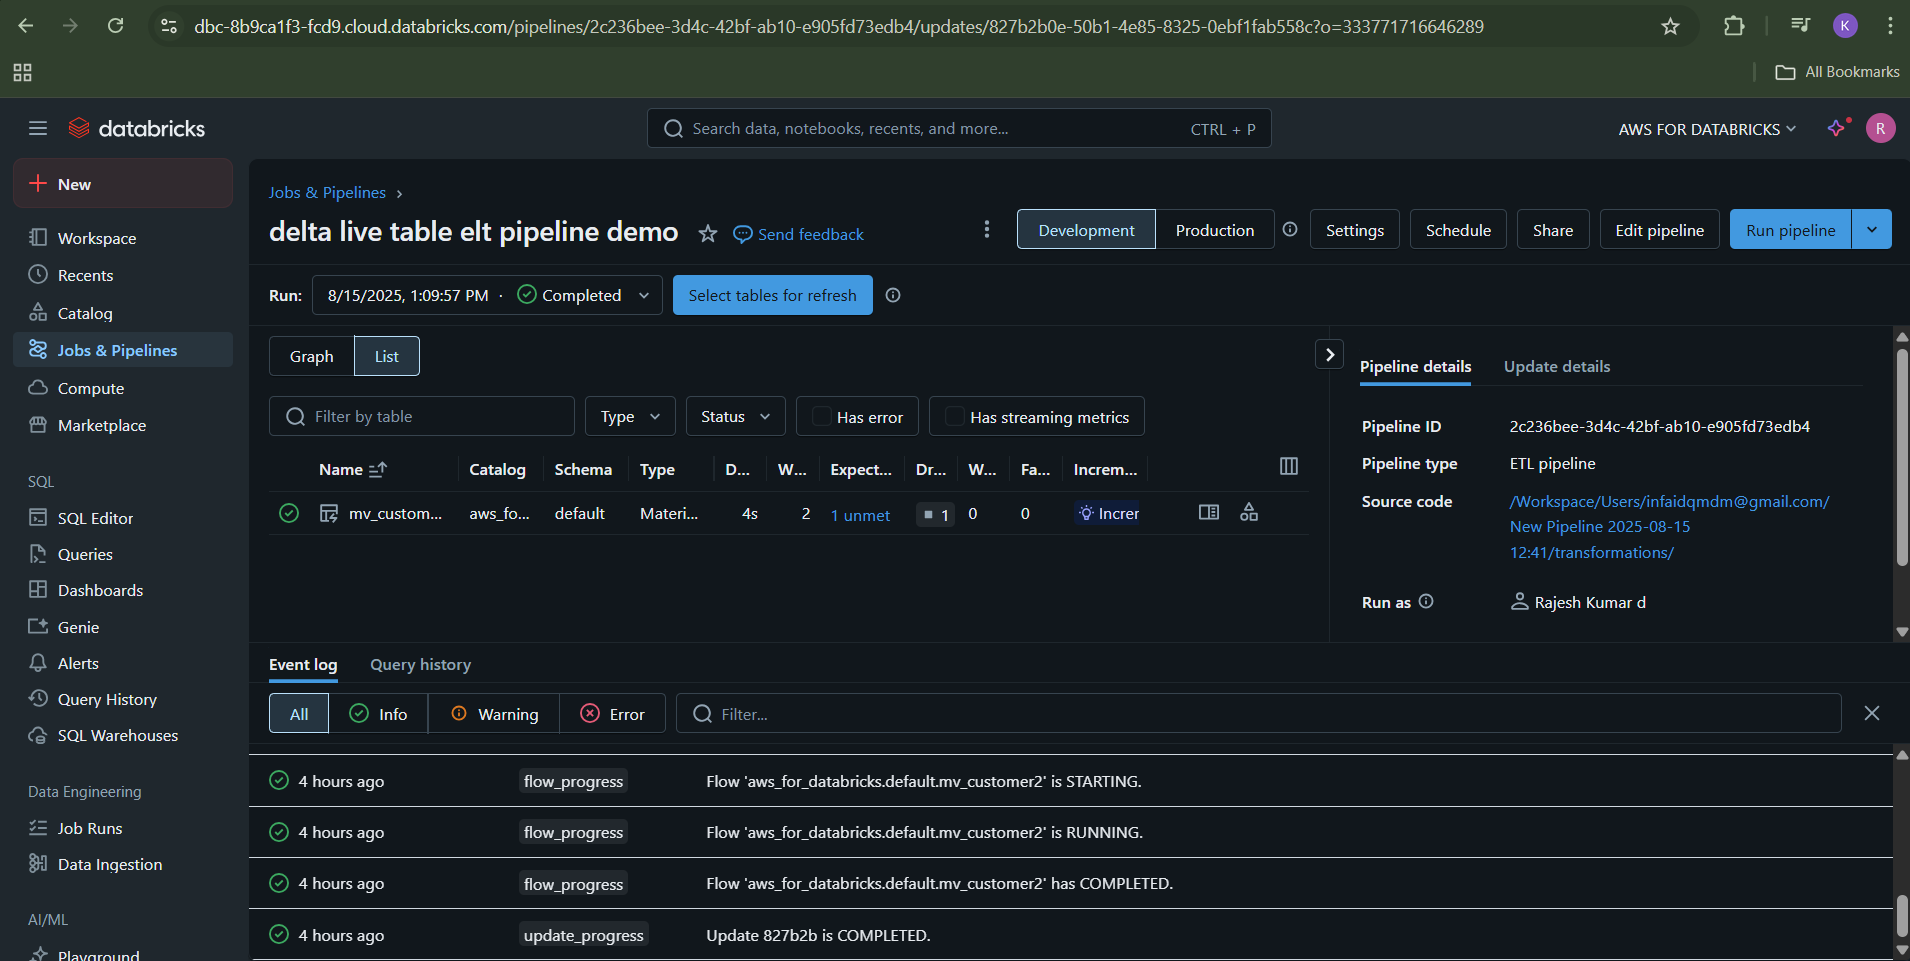 dbc-8b9ca1f3-fcd9.cloud.databricks.com/pipelines/2c236bee-3d4c-42bf-ab10-e905fd73edb4/updates/827b2b0e-50b1-4e85-8325-0ebf1fab558c?o=333771716646289
K
All Bookmarks
databricks
Search data, notebooks, recents, and more...
CTRL + P
AWS FOR DATABRICKS
R
New
Workspace
Recents
Catalog
Jobs & Pipelines
Compute
Marketplace
SQL
SQL Editor
Queries
Dashboards
Genie
Alerts
Query History
SQL Warehouses
Data Engineering
Job Runs
Data Ingestion
AI/ML
Playground
Jobs & Pipelines
delta live table elt pipeline demo
Send feedback
Development
Production
Settings
Schedule
Share
Edit pipeline
Run pipeline
Run:
8/15/2025, 1:09:57 PM · Completed
Select tables for refresh
Graph
List
Filter by table
Type
Status
Has error
Has streaming metrics
Name Catalog Schema Type D... W... Expect... Dr... W... Fa... Increm...
mv_custom... aws_fo... default Materi... 4s 2 1 unmet 1 0 0 Increr
Pipeline details
Update details
Pipeline ID 2c236bee-3d4c-42bf-ab10-e905fd73edb4
Pipeline type ETL pipeline
Source code /Workspace/Users/infaidqmdm@gmail.com/
New Pipeline 2025-08-15
12:41/transformations/
Run as Rajesh Kumar d
Event log
Query history
All
Info
Warning
Error
Filter...
4 hours ago flow_progress Flow 'aws_for_databricks.default.mv_customer2' is STARTING.
4 hours ago flow_progress Flow 'aws_for_databricks.default.mv_customer2' is RUNNING.
4 hours ago flow_progress Flow 'aws_for_databricks.default.mv_customer2' has COMPLETED.
4 hours ago update_progress Update 827b2b is COMPLETED.